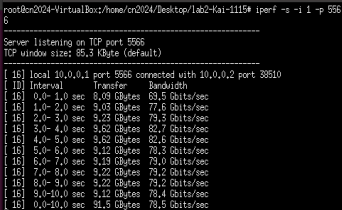 root@cn2024-VirtualBox:/home/cn2024/Desktop/lab2-Kai-1115# iperf -s -i 1 -p 556
6
------------------------------------------------------------
Server listening on TCP port 5566
TCP window size: 85.3 KByte (default)
------------------------------------------------------------
[ 16] local 10.0.0.1 port 5566 connected with 10.0.0.2 port 38510
[ ID] Interval Transfer Bandwidth
[ 16] 0.0- 1.0 sec 8.09 GBytes 69.5 Gbits/sec
[ 16] 1.0- 2.0 sec 9.03 GBytes 77.6 Gbits/sec
[ 16] 2.0- 3.0 sec 9.23 GBytes 79.3 Gbits/sec
[ 16] 3.0- 4.0 sec 9.62 GBytes 82.7 Gbits/sec
[ 16] 4.0- 5.0 sec 9.62 GBytes 82.6 Gbits/sec
[ 16] 5.0- 6.0 sec 9.12 GBytes 78.3 Gbits/sec
[ 16] 6.0- 7.0 sec 9.19 GBytes 79.0 Gbits/sec
[ 16] 7.0- 8.0 sec 9.22 GBytes 79.2 Gbits/sec
[ 16] 8.0- 9.0 sec 9.22 GBytes 79.2 Gbits/sec
[ 16] 9.0-10.0 sec 9.12 GBytes 78.4 Gbits/sec
[ 16] 0.0-10.0 sec 91.5 GBytes 78.5 Gbits/sec